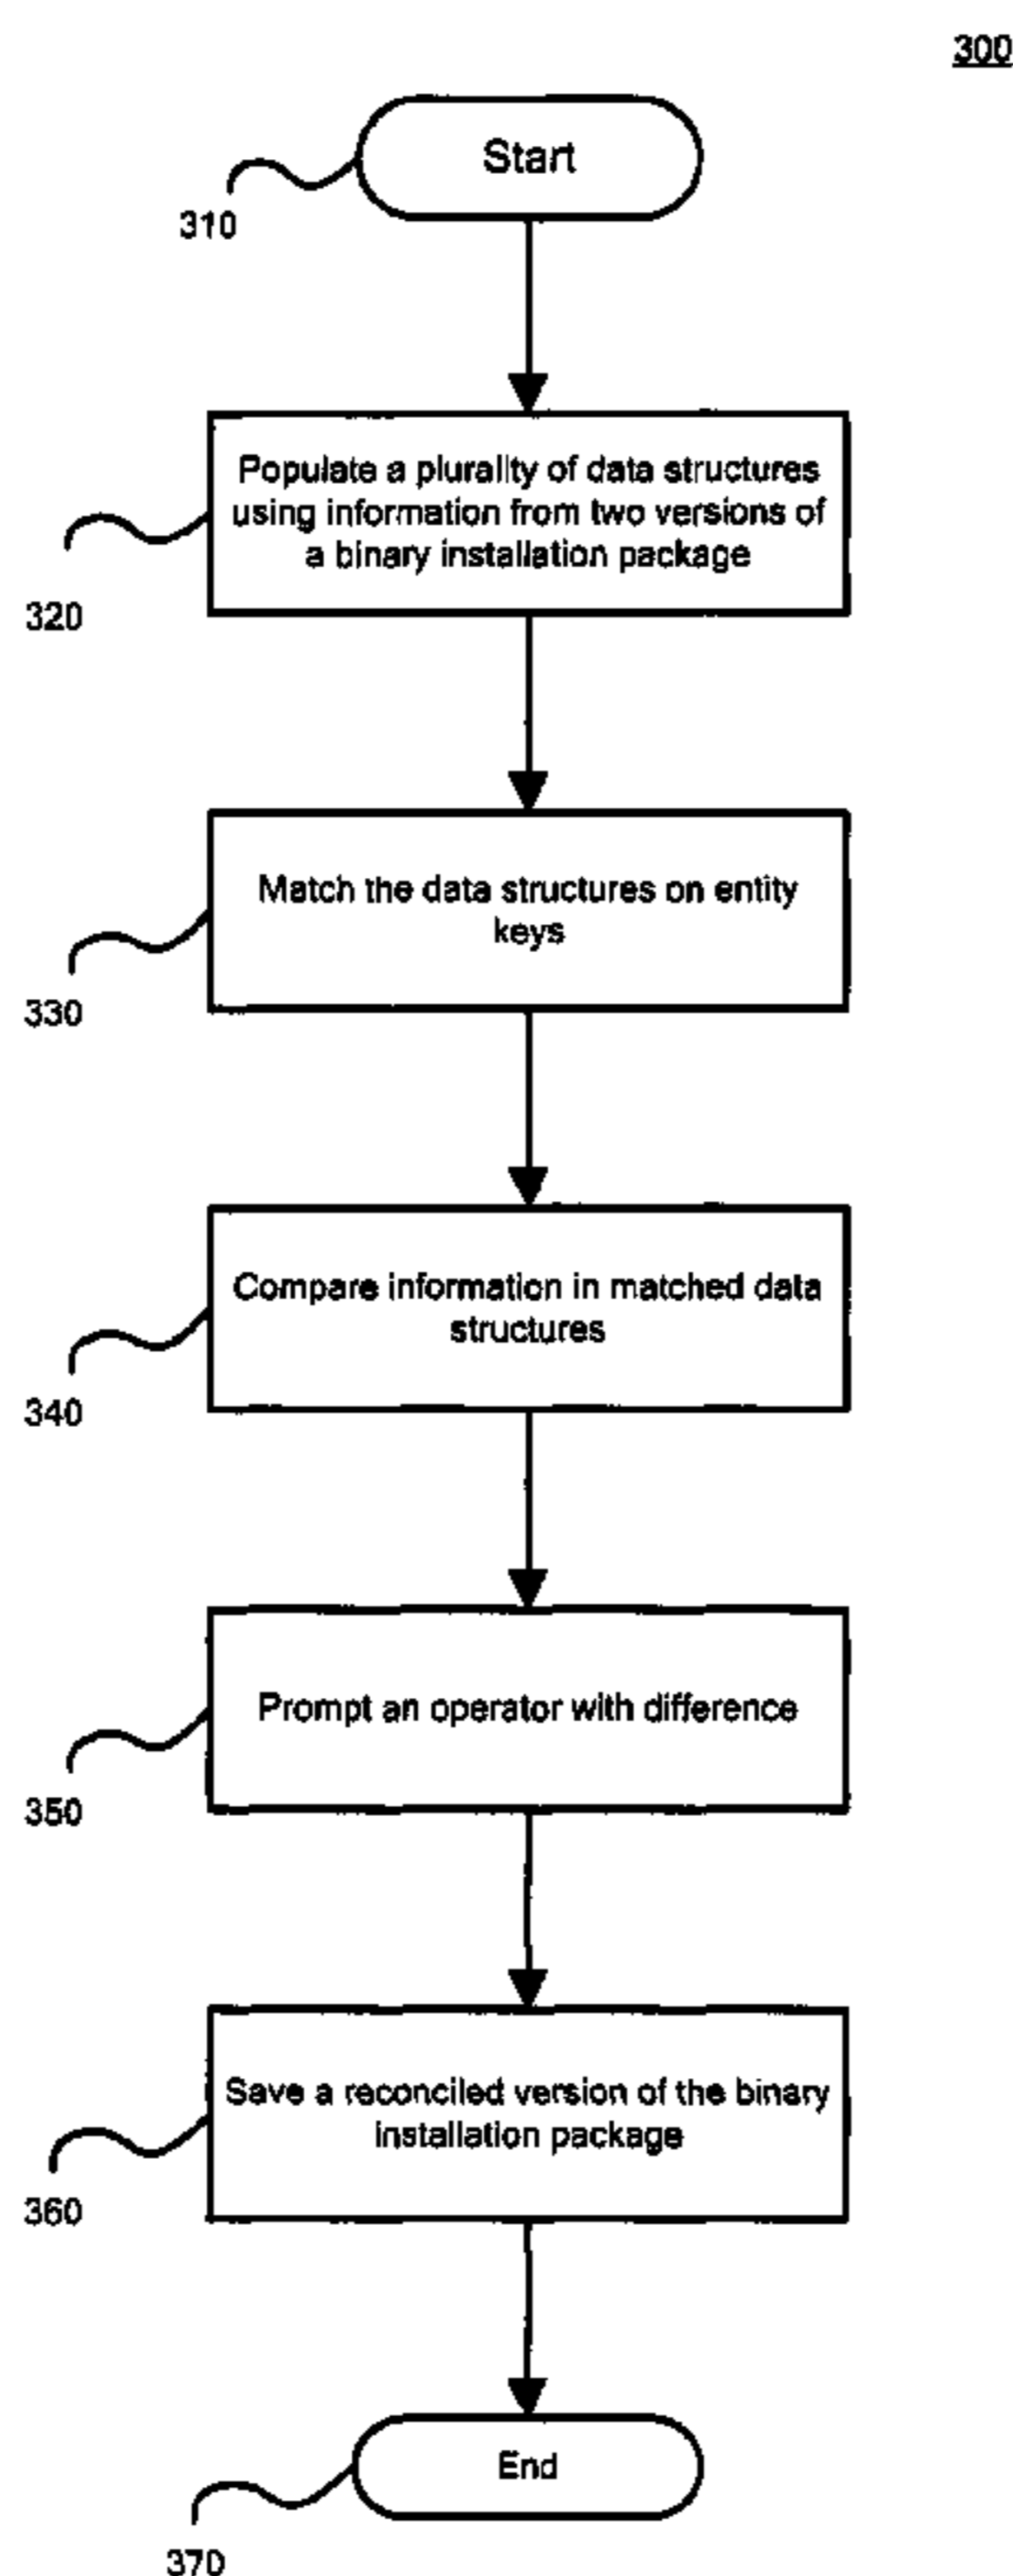 300
Start
310
Populate a plurality of data structures
using information from two versions of
a binary installation package
320
Match the data structures on entity
keys
330
Compare information in matched data
structures
340
Prompt an operator with difference
350
Save a reconciled version of the binary
installation package
360
End
370